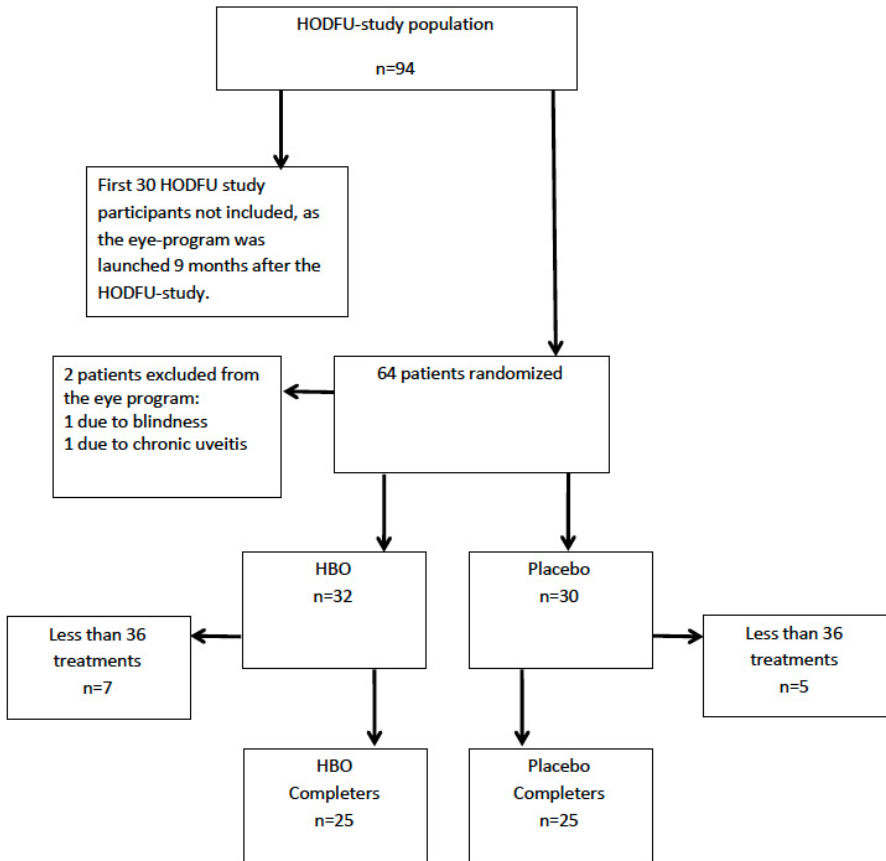 HODFU-study population
n=94
First 30 HODFU study
participants not included, as
the eye-program was
launched 9 months after the
HODFU-study.
2 patients excluded from
the eye program:
1 due to blindness
1 due to chronic uveitis
64 patients randomized
HBO
n=32
Placebo
n=30
Less than 36
treatments
n=7
Less than 36
treatments
n=5
HBO
Completers
n=25
Placebo
Completers
n=25